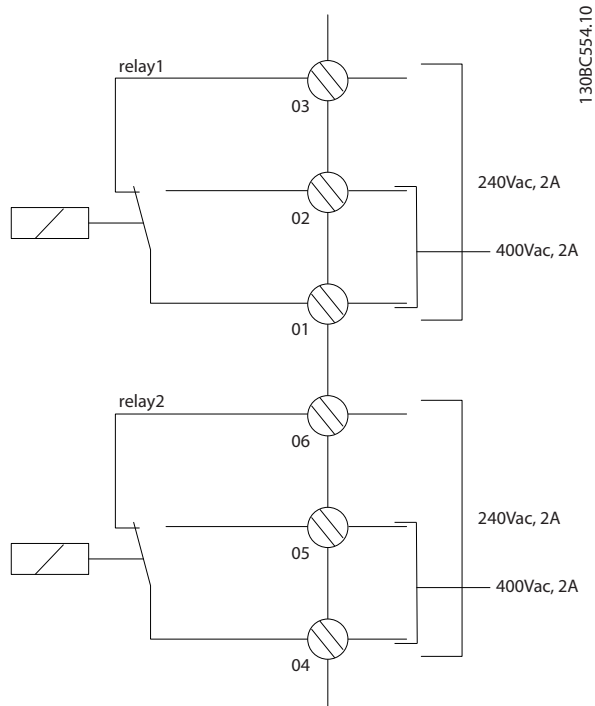 130BC554.10
relay1
03
240Vac, 2A
02
400Vac, 2A
01
relay2
06
240Vac, 2A
05
400Vac, 2A
04